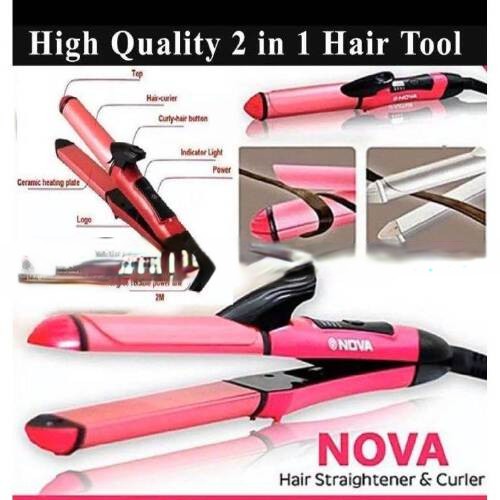 High Quality 2 in 1 Hair Tool
Top
Hair-curier
Curly-hair button
Indicator Light
Power
Ceramic heating plate
Logo
2M
NOVA
NOVA
NOVA
Hair Straightener & Curler